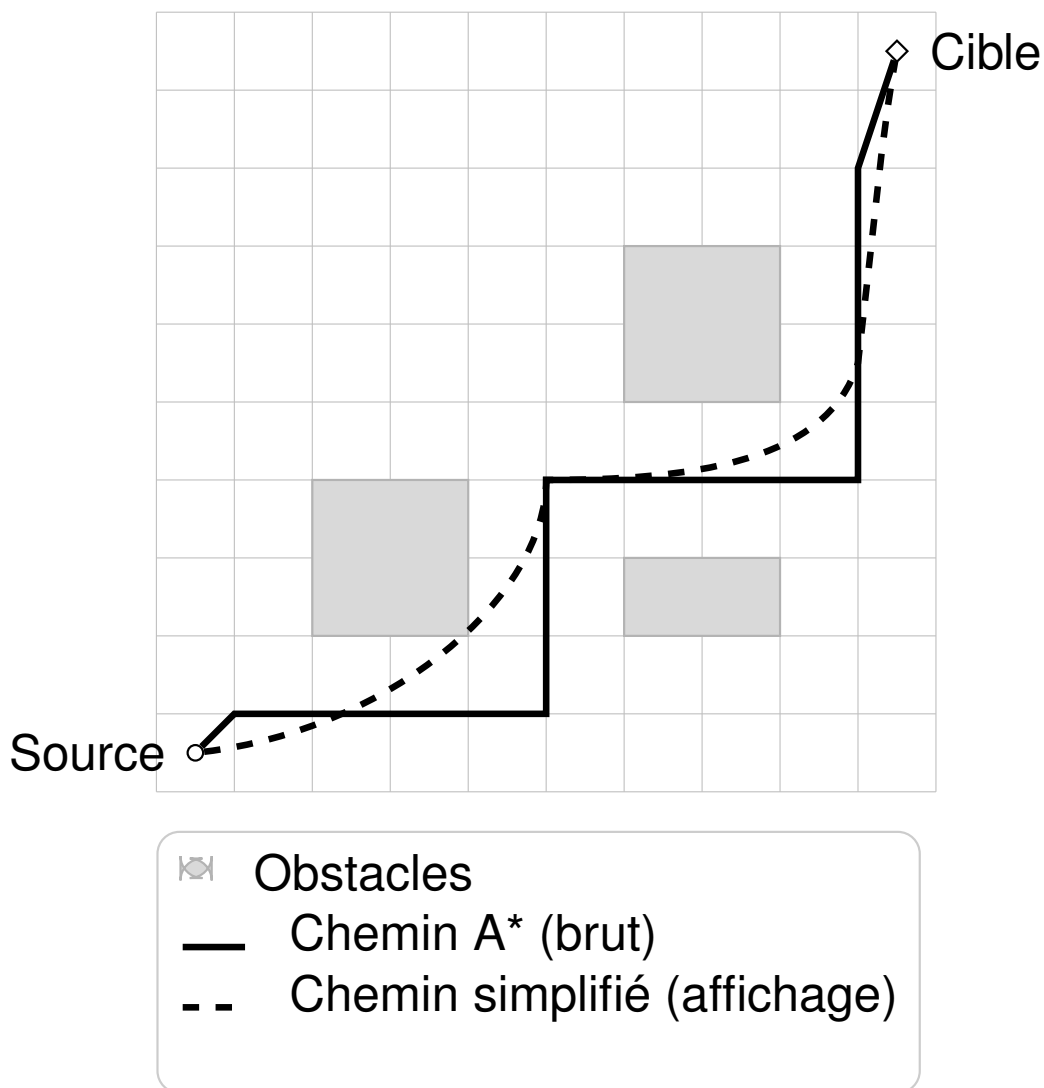 Cible
Source
Obstacles
Chemin A* (brut)
Chemin simplifié (affichage)